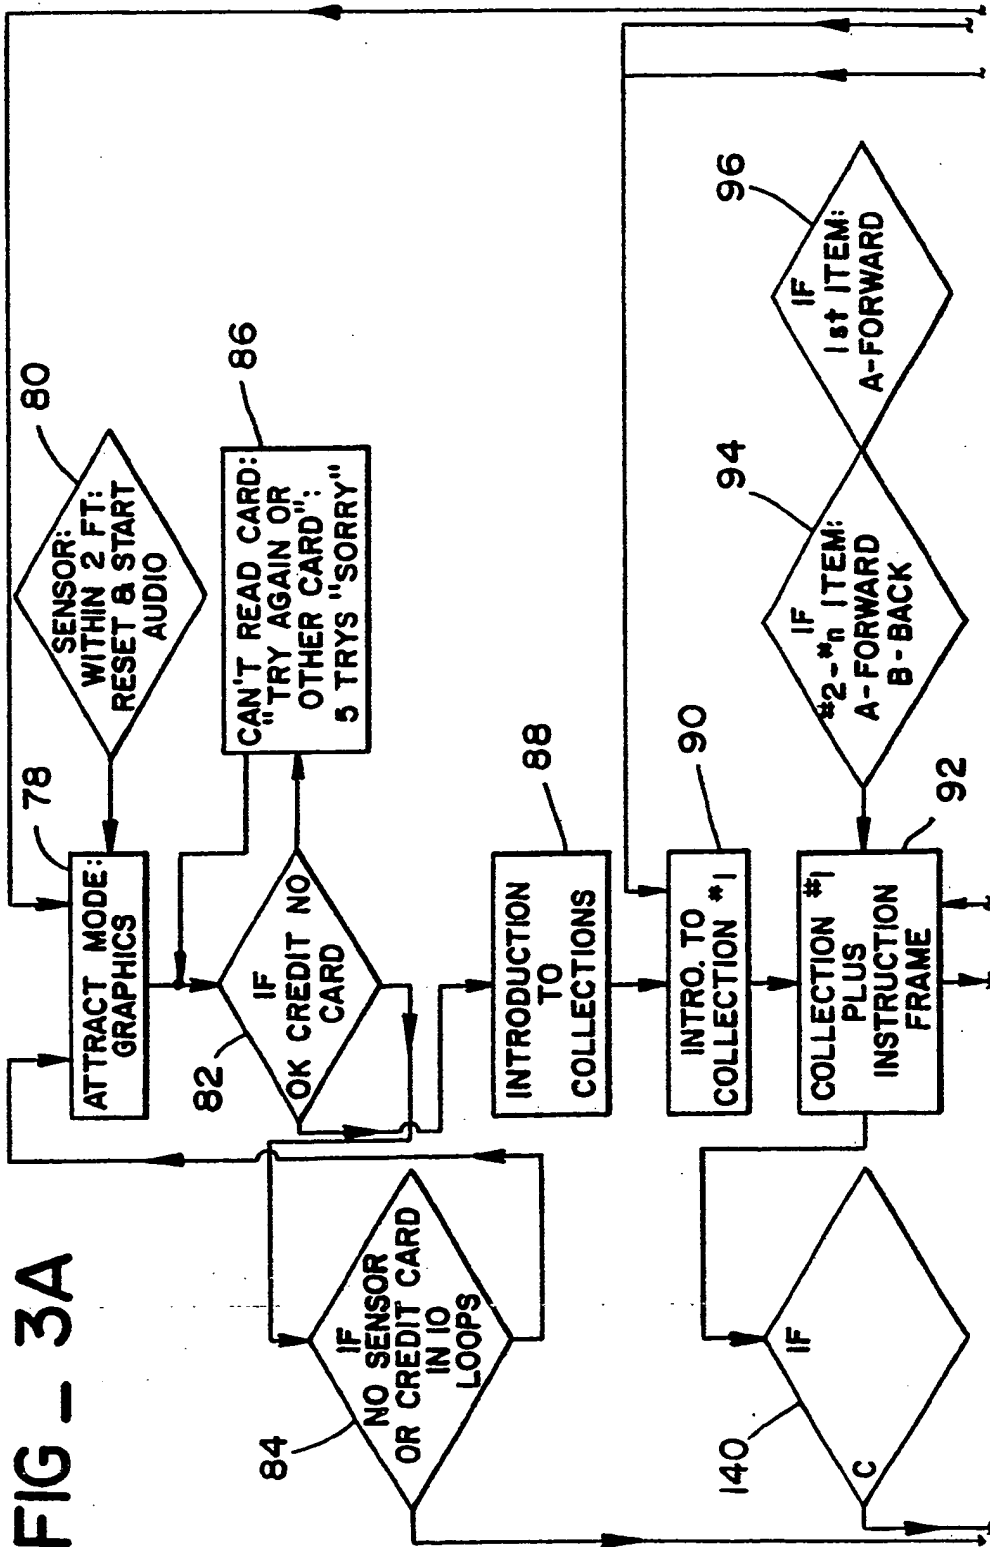 FIG - 3A
80
SENSOR:
WITHIN 2 FT:
RESET & START
AUDIO
78
ATTRACT MODE:
GRAPHICS
86
CAN'T READ CARD:
"TRY AGAIN OR
OTHER CARD":
5 TRYS "SORRY"
82
IF
OK CREDIT NO
CARD
84
IF
NO SENSOR
OR CREDIT CARD
IN 10
LOOPS
88
INTRODUCTION
TO
COLLECTIONS
90
INTRO. TO
COLLECTION #1
96
IF
1st ITEM:
A-FORWARD
94
IF
#2-#n ITEM:
A-FORWARD
B-BACK
92
COLLECTION #1
PLUS
INSTRUCTION
FRAME
140
IF
C